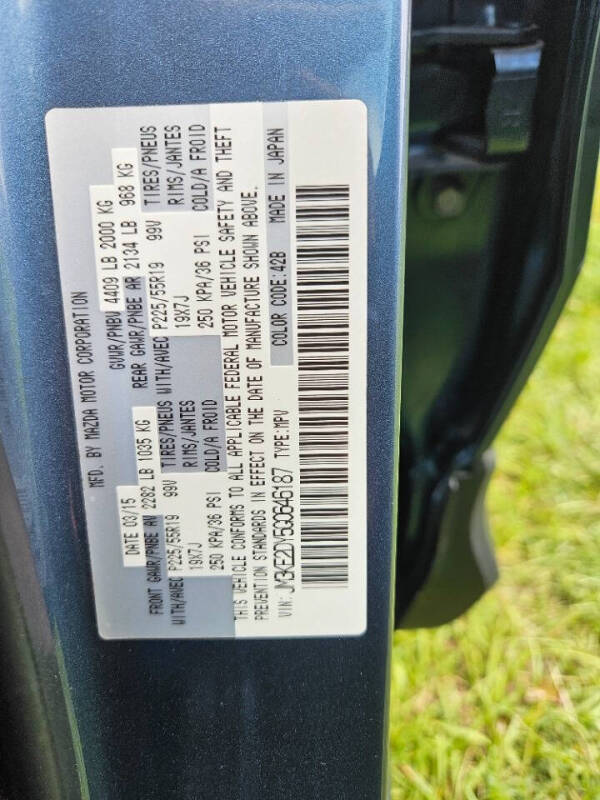 MFD. BY MAZDA MOTOR CORPORATION
DATE 03/15 GVWR/PNBV 4409 LB 2000 KG
FRONT GAWR/PNBE AV 2282 LB 1035 KG REAR GAWR/PNBE AR 2134 LB 968 KG
WITH/AVEC P225/55R19 99V TIRES/PNEUS WITH/AVEC P225/55R19 99V TIRES/PNEUS
19X7J RIMS/JANTES 19X7J RIMS/JANTES
250 KPA/36 PSI COLD/A FROID 250 KPA/36 PSI COLD/A FROID
THIS VEHICLE CONFORMS TO ALL APPLICABLE FEDERAL MOTOR VEHICLE SAFETY AND THEFT
PREVENTION STANDARDS IN EFFECT ON THE DATE OF MANUFACTURE SHOWN ABOVE.
VIN: JM3KE2DY5G0646187 TYPE:MPV COLOR CODE:42B MADE IN JAPAN